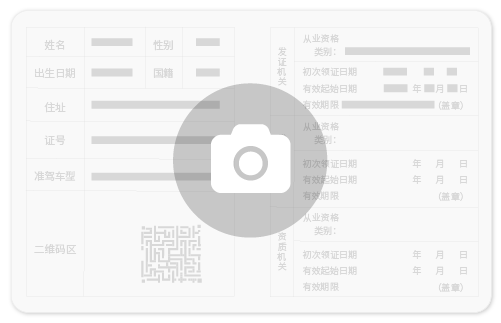 姓名 性别
出生日期 国籍
住址
证号
准驾车型
二维码区
发证机关
从业资格
类别:
初次领证日期
有效起始日期 年 月 日
有效期限 (盖章)
从业资格
类别:
初次领证日期 年 月 日
有效起始日期 年 月 日
有效期限 (盖章)
资质机关
从业资格
类别:
初次领证日期 年 月 日
有效起始日期 年 月 日
有效期限 (盖章)